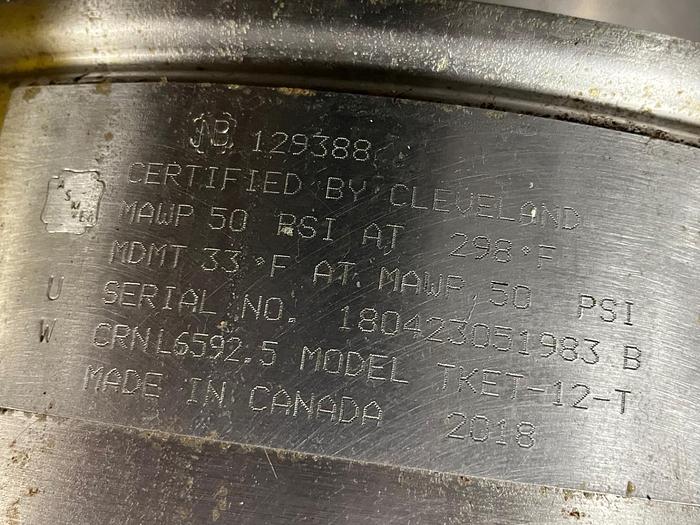 NB 129388
CERTIFIED BY CLEVELAND
MAWP 50 PSI AT 298°F
MDMT 33°F AT MAWP 50 PSI
U SERIAL NO. 180423051983 B
W CRN L6592.5 MODEL TKET-12-T
MADE IN CANADA 2018